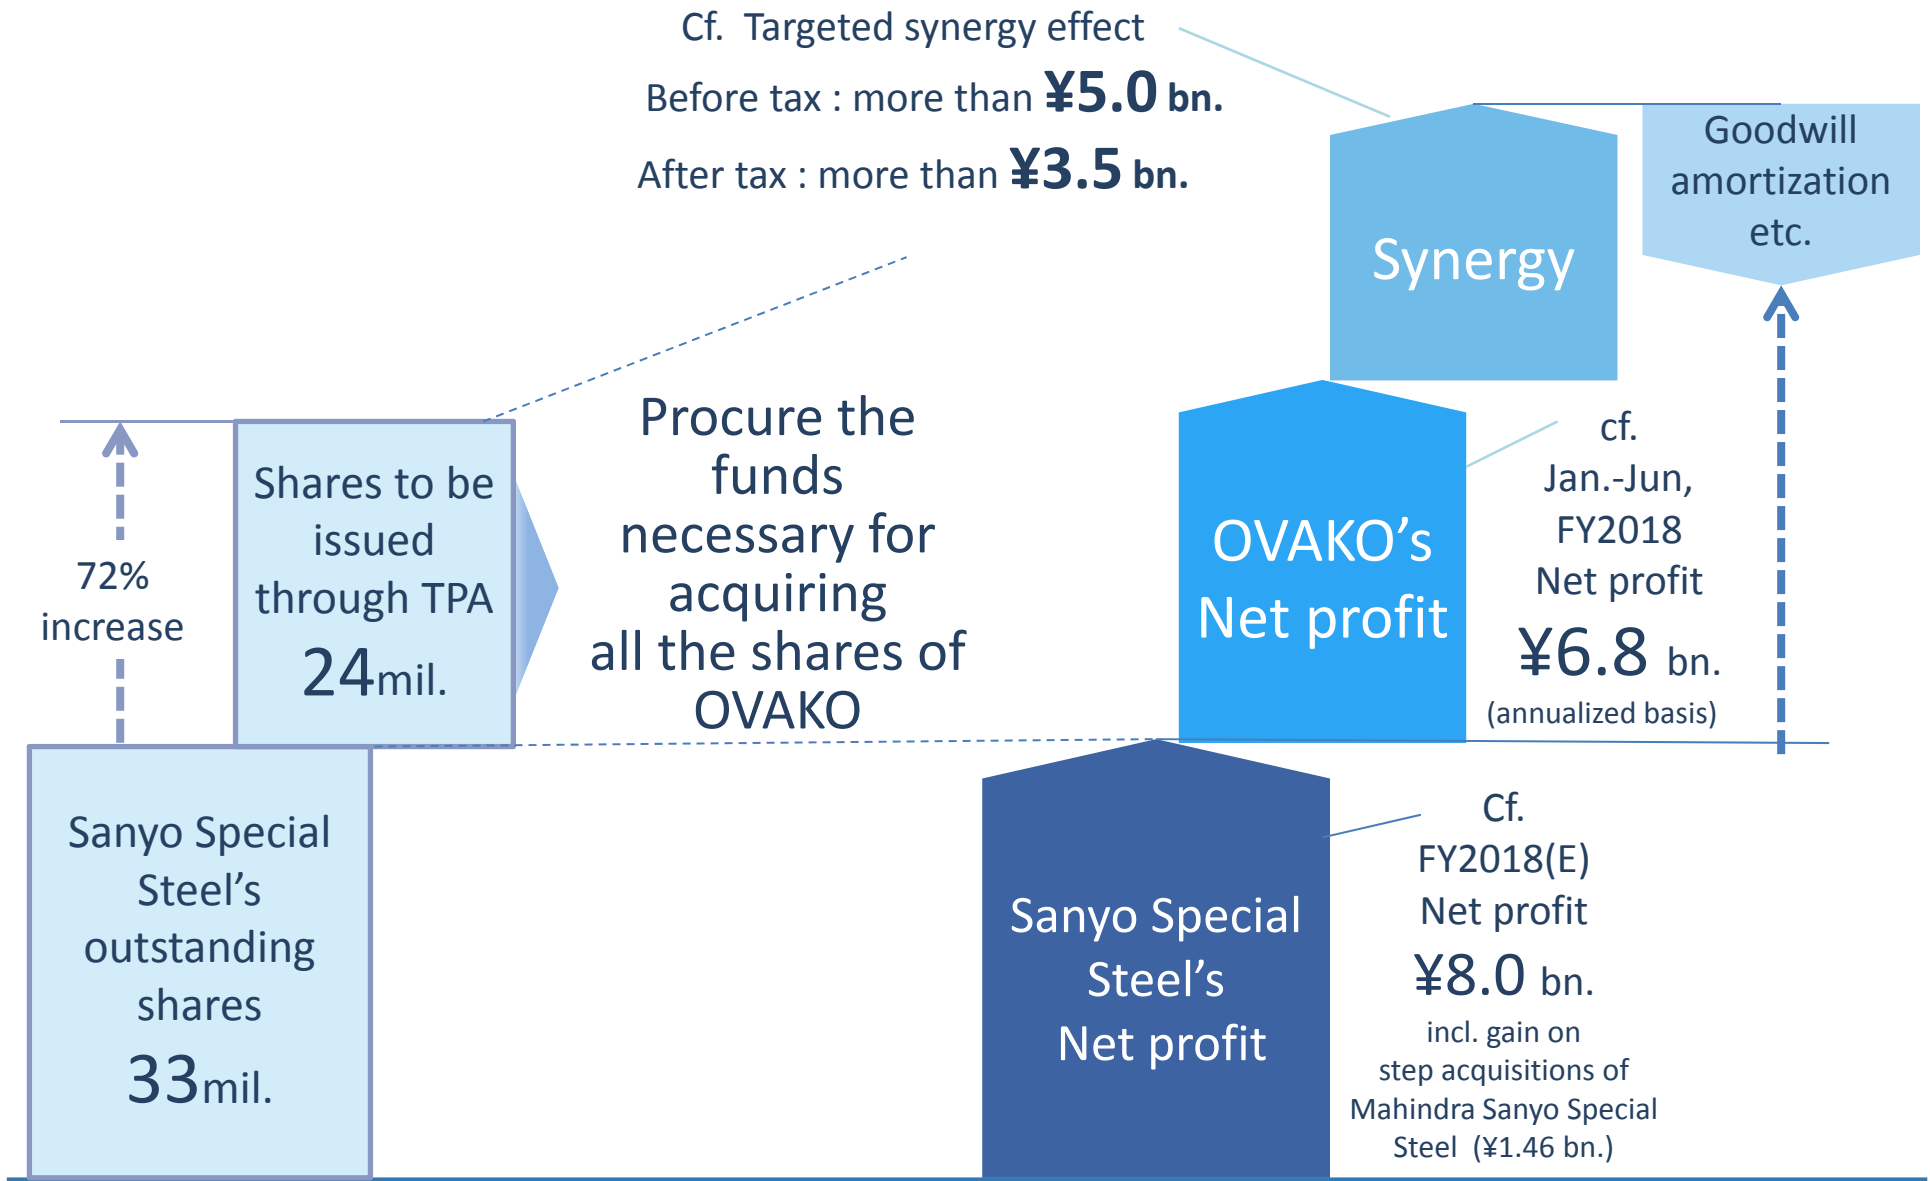 Cf. Targeted synergy effect
Before tax : more than ¥5.0 bn.
After tax : more than ¥3.5 bn.
Goodwill
amortization
etc.
Synergy
72%
increase
Shares to be
issued
through TPA
24mil.
Procure the
funds
necessary for
acquiring
all the shares of
OVAKO
OVAKO’s
Net profit
cf.
Jan.-Jun,
FY2018
Net profit
¥6.8 bn.
(annualized basis)
Sanyo Special
Steel’s
outstanding
shares
33mil.
Sanyo Special
Steel’s
Net profit
Cf.
FY2018(E)
Net profit
¥8.0 bn.
incl. gain on
step acquisitions of
Mahindra Sanyo Special
Steel (¥1.46 bn.)